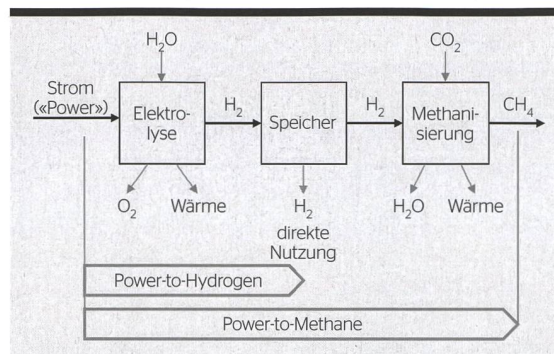 H₂O
CO₂
Strom
(«Power»)
Elektro-
lyse
H₂
Speicher
H₂
Methani-
sierung
CH₄
O₂
Wärme
H₂
direkte
Nutzung
H₂O
Wärme
Power-to-Hydrogen
Power-to-Methane